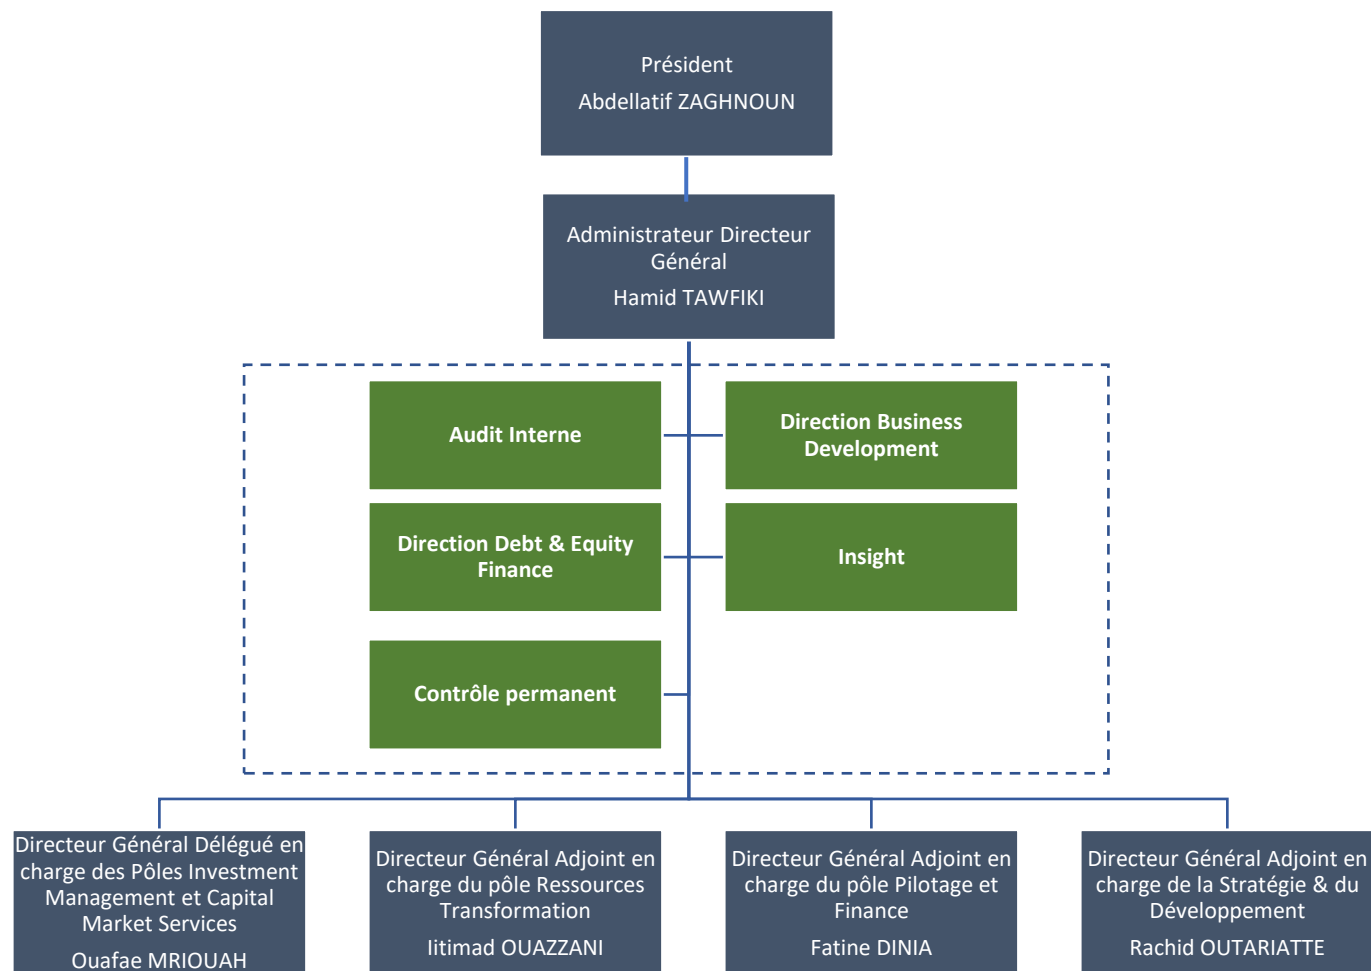 Président
Abdellatif ZAGHNOUN
Administrateur Directeur
Général
Hamid TAWFIKI
Audit Interne
Direction Business
Development
Direction Debt & Equity
Finance
Insight
Contrôle permanent
Directeur Général Délégué en
charge des Pôles Investment
Management et Capital
Market Services
Ouafae MRIOUAH
Directeur Général Adjoint en
charge du pôle Ressources
Transformation
Iitimad OUAZZANI
Directeur Général Adjoint en
charge du pôle Pilotage et
Finance
Fatine DINIA
Directeur Général Adjoint en
charge de la Stratégie & du
Développement
Rachid OUTARIATTE